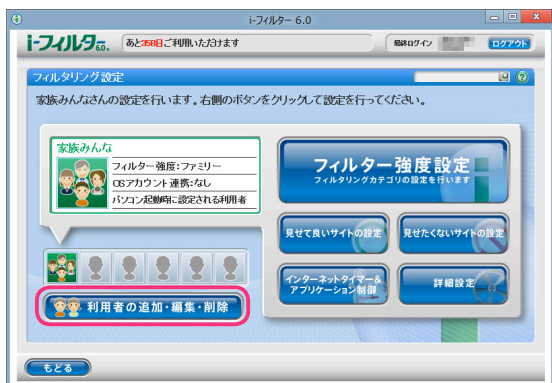 i-フィルター 6.0
i-フィルタ6.0.
あと358日ご利用いただけます
最終ログイン
ログアウト
フィルタリング設定
家族みんなさんの設定を行います。右側のボタンをクリックして設定を行ってください。
家族みんな
フィルター強度:ファミリー
OSアカウント連携:なし
パソコン起動時に設定される利用者
フィルター強度設定
フィルタリングカテゴリの設定を行います
見せて良いサイトの設定
見せたくないサイトの設定
インターネットタイマー&
アプリケーション制御
詳細設定
利用者の追加・編集・削除
もどる